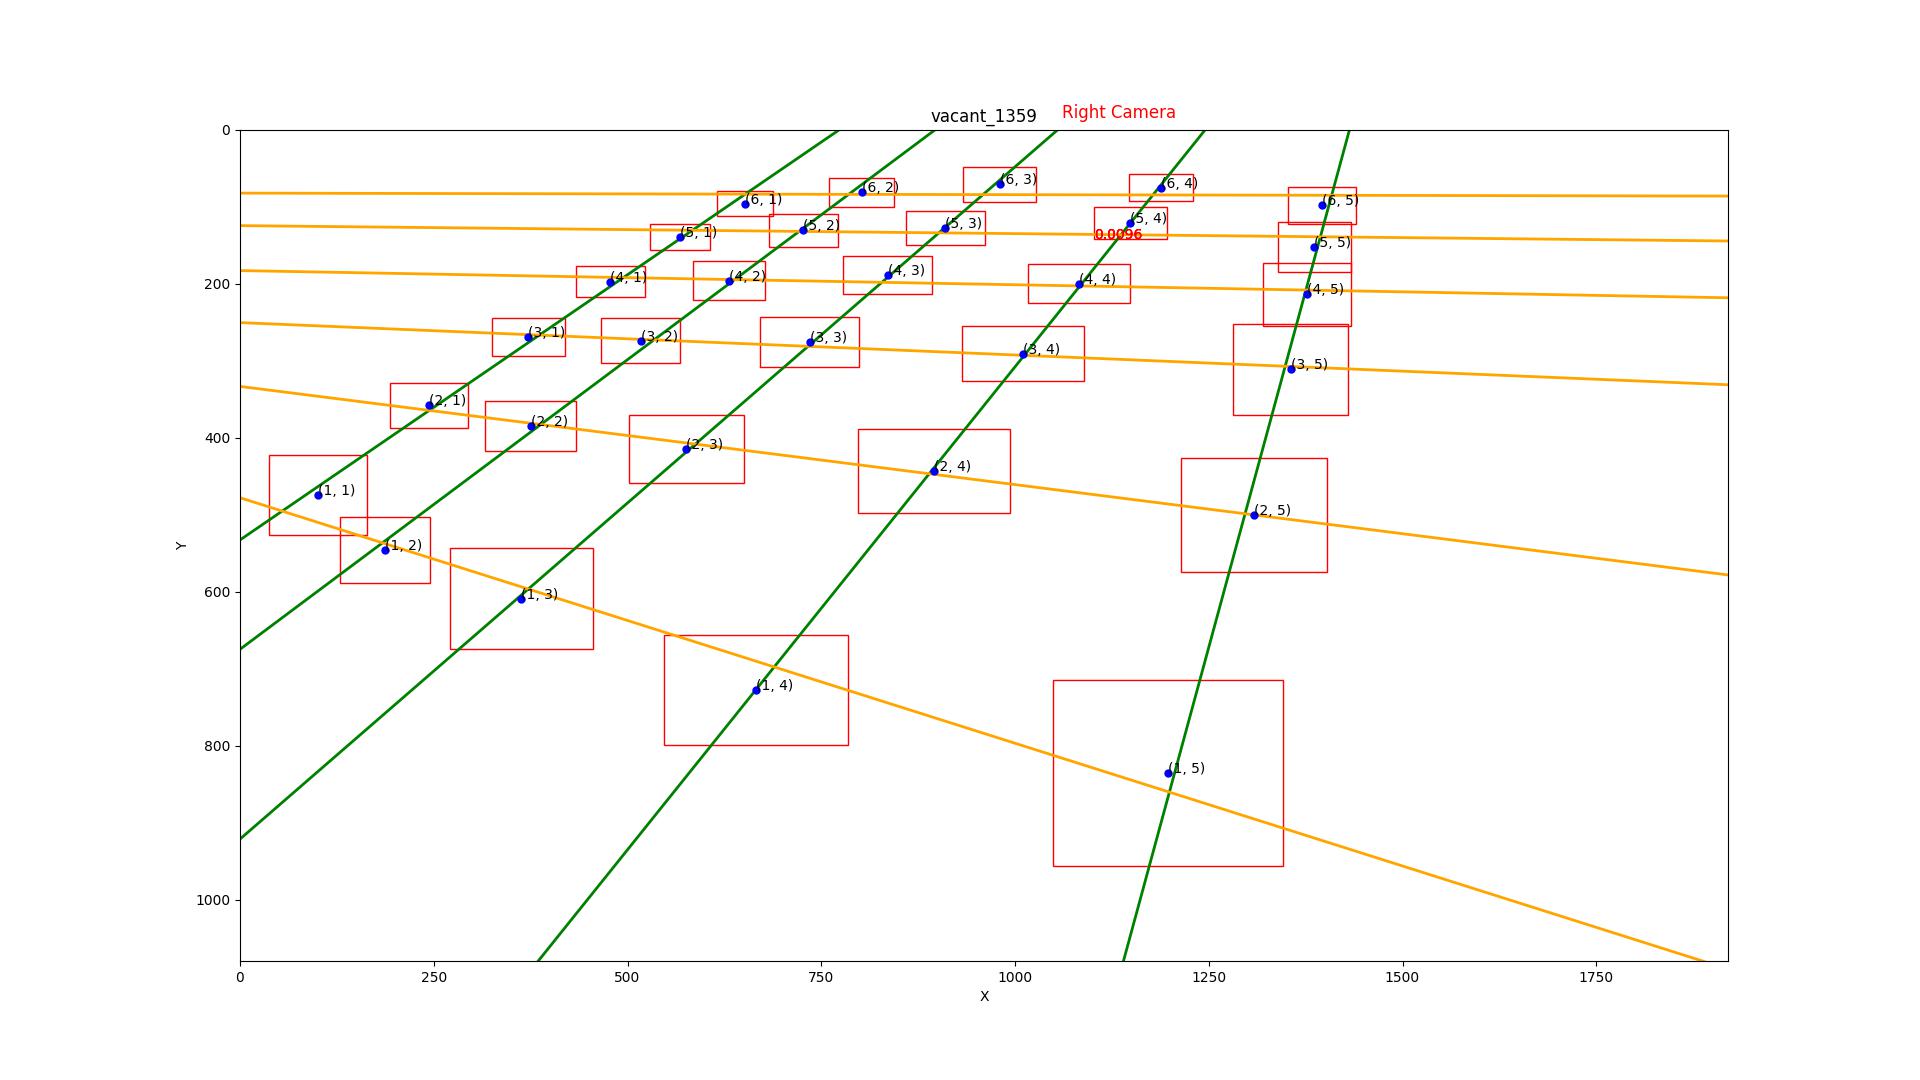 vacant_1359 Right Camera
0
(6, 1) (6, 2) (6, 3) (6, 4) (6, 5)
(5, 1) (5, 2) (5, 3) (5, 4) (5, 5)
0.0096
200
(4, 1) (4, 2) (4, 3) (4, 4) (4, 5)
(3, 1) (3, 2) (3, 3) (3, 4) (3, 5)
400
(2, 1) (2, 2) (2, 3) (2, 4) (2, 5)
(1, 1) (1, 2) (1, 3) (1, 4) (1, 5)
Y
600
800
1000
0 250 500 750 1000 1250 1500 1750
X